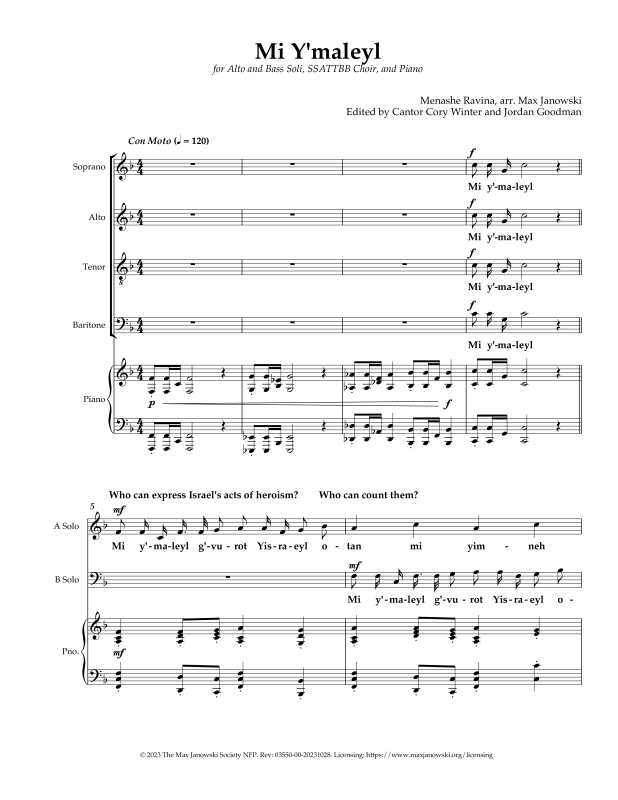 Mi Y'maleyl
for Alto and Bass Soli, SSATTBB Choir, and Piano
Menashe Ravina, arr. Max Janowski
Edited by Cantor Cory Winter and Jordan Goodman
Con Moto (♩ = 120)
Soprano
f
Mi y'-ma-leyl
Alto
f
Mi y'-ma-leyl
Tenor
f
Mi y'-ma-leyl
8
Baritone
f
Mi y'-ma-leyl
Piano
p f
Who can express Israel's acts of heroism? Who can count them?
5
A Solo
mf
Mi y'-ma-leyl g'-vu-rot Yis-ra-eyl o-tan mi yim-neh
B Solo
mf
Mi y'-ma-leyl g'-vu-rot Yis-ra-eyl o-
Pno.
mf
© 2023 The Max Janowski Society NFP. Rev: 03550-00-20231028. Licensing: https://www.maxjanowski.org/licensing